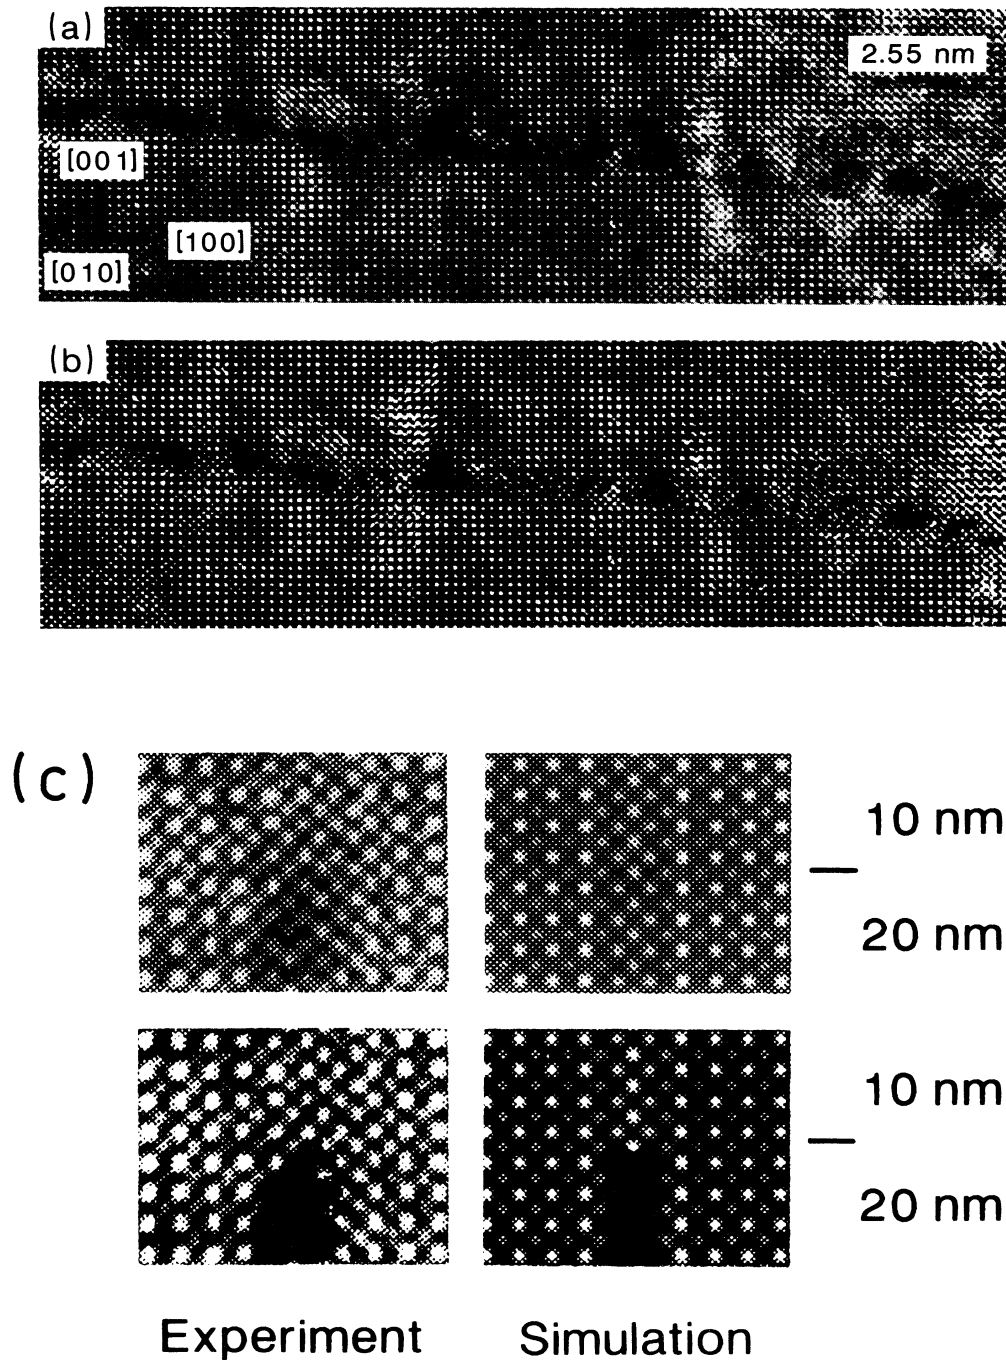 (a)
2.55 nm
[001]
[100]
[010]
(b)
(c)
10 nm
20 nm
10 nm
20 nm
Experiment
Simulation